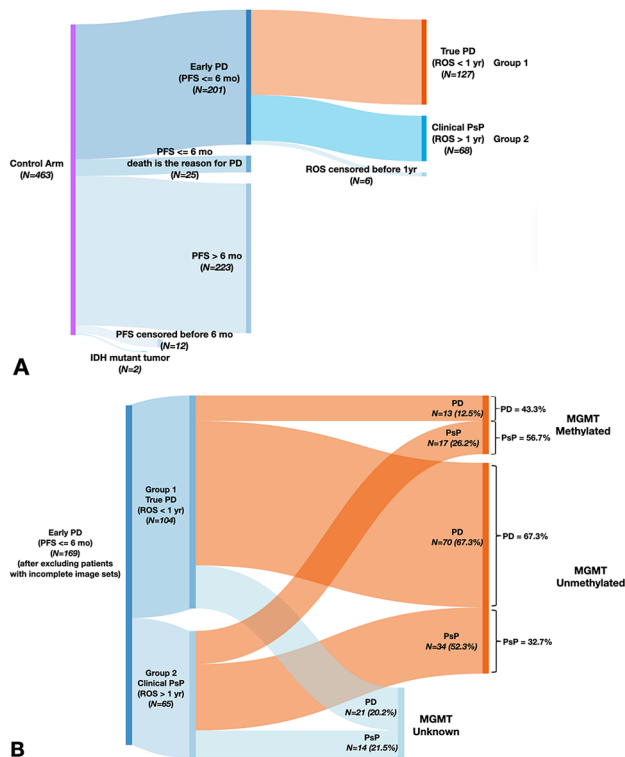 Control Arm
(N=463)
Early PD
(PFS <= 6 mo)
(N=201)
PFS <= 6 mo
death is the reason for PD
(N=25)
PFS > 6 mo
(N=223)
PFS censored before 6 mo
(N=12)
IDH mutant tumor
(N=2)
True PD
(ROS < 1 yr)
(N=127)
Group 1
Clinical PsP
(ROS > 1 yr)
(N=68)
Group 2
ROS censored before 1yr
(N=6)
A
Early PD
(PFS <= 6 mo)
(N=169)
(after excluding patients
with incomplete image sets)
Group 1
True PD
(ROS < 1 yr)
(N=104)
Group 2
Clinical PsP
(ROS > 1 yr)
(N=65)
PD
N=13 (12.5%)
PsP
N=17 (26.2%)
PD = 43.3%
PsP = 56.7%
MGMT
Methylated
PD
N=70 (67.3%)
PsP
N=34 (52.3%)
PD = 67.3%
PsP = 32.7%
MGMT
Unmethylated
PD
N=21 (20.2%)
PsP
N=14 (21.5%)
MGMT
Unknown
B